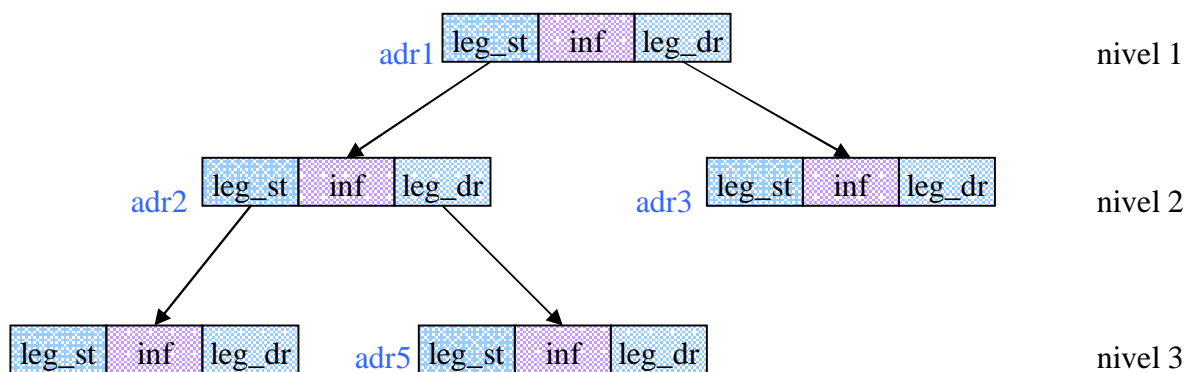 adr1 leg_st inf leg_dr nivel 1
adr2 leg_st inf leg_dr adr3 leg_st inf leg_dr nivel 2
leg_st inf leg_dr adr5 leg_st inf leg_dr nivel 3